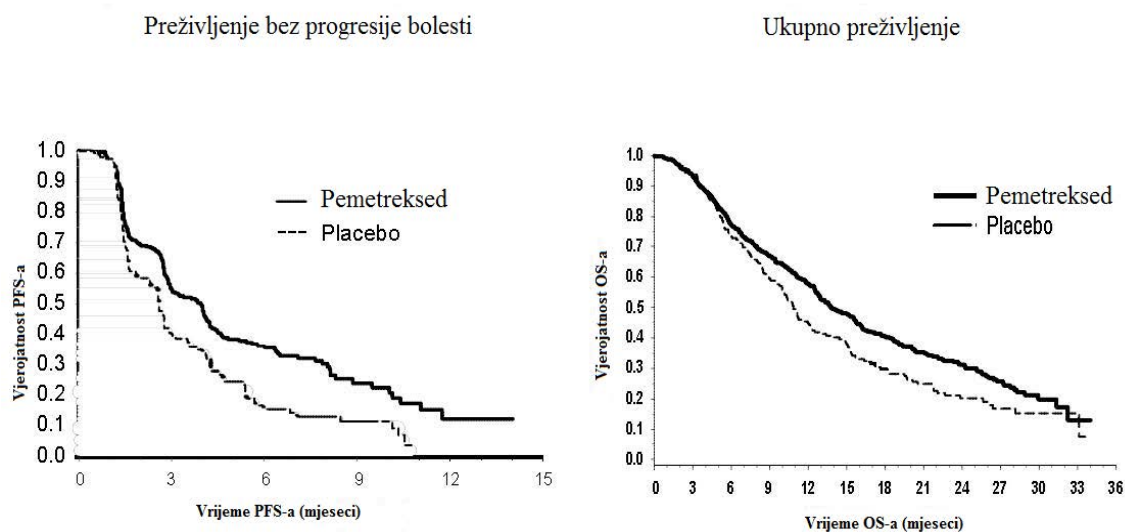 Preživljenje bez progresije bolesti
Ukupno preživljenje
Vjerojatnost PFS-a
1.0
0.9
0.8
0.7
0.6
0.5
0.4
0.3
0.2
0.1
0.0
Pemetreksed
Placebo
0 3 6 9 12 15
Vrijeme PFS-a (mjeseci)
Vjerojatnost OS-a
1.0
0.9
0.8
0.7
0.6
0.5
0.4
0.3
0.2
0.1
0.0
Pemetreksed
Placebo
0 3 6 9 12 15 18 21 24 27 30 33 36
Vrijeme OS-a (mjeseci)